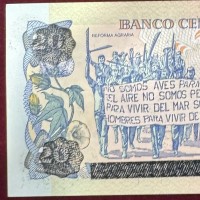 BANCO CE
REFORMA AGRARIA
20
NO SOMOS AVES PARA
EL AIRE NO SOMOS PE
PARA VIVIR DEL MAR S
HOMBRES PARA VIVIR DE
20